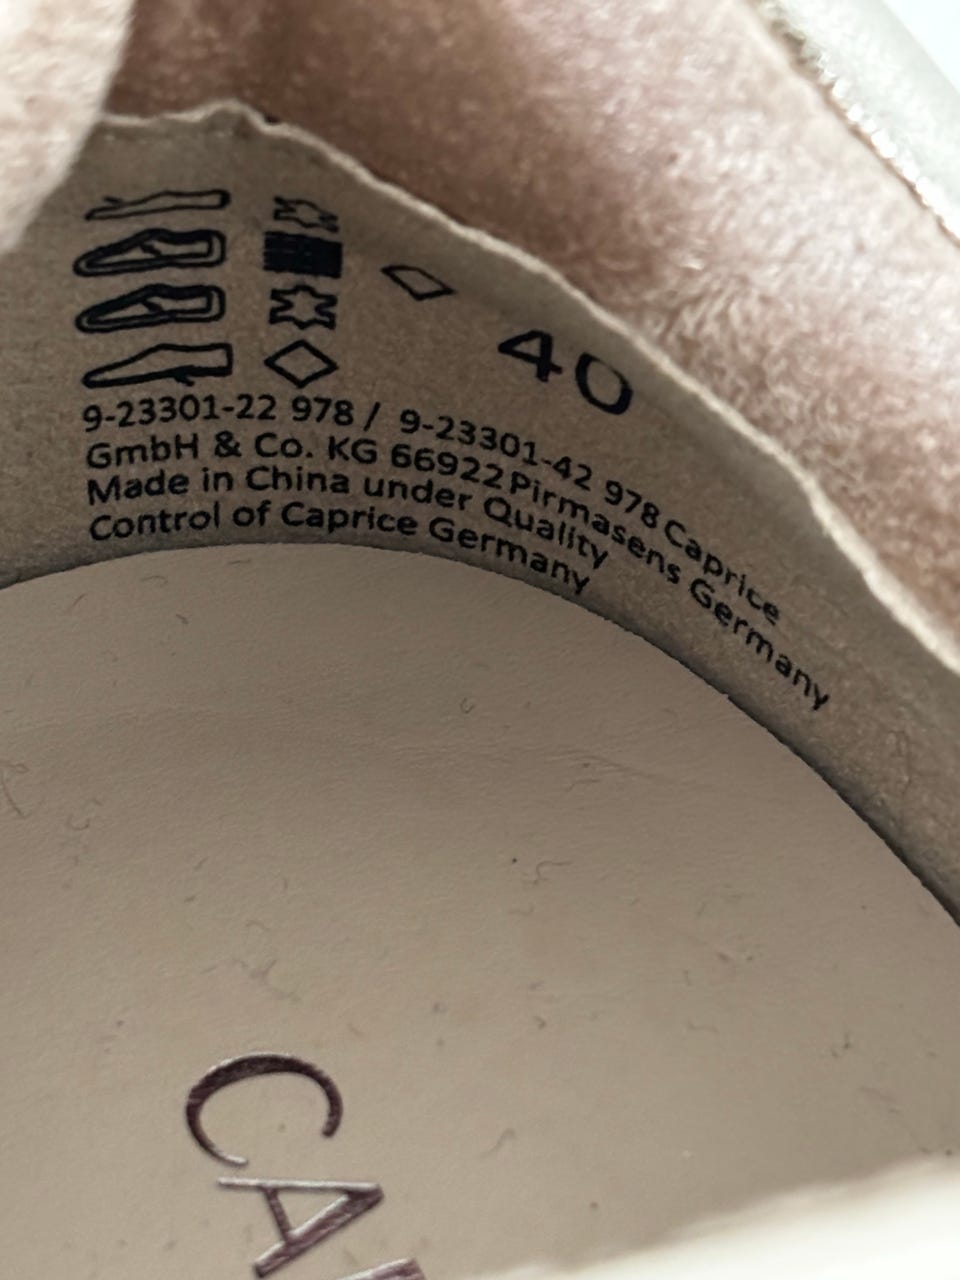 40
9-23301-22 978 / 9-23301-42 978 Caprice
GmbH & Co. KG 66922 Pirmasens Germany
Made in China under Quality
Control of Caprice Germany
CA